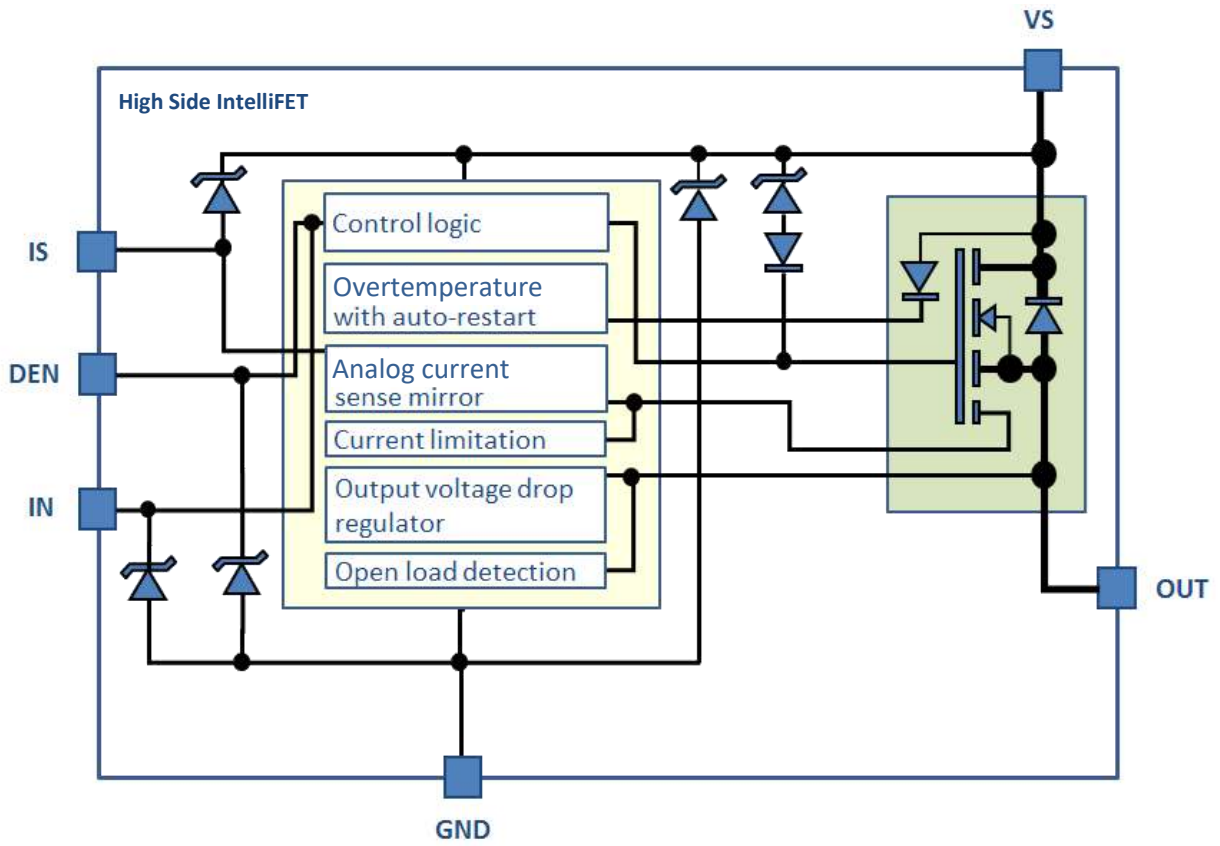 VS
High Side IntelliFET
Control logic
IS
Overtemperature
with auto-restart
DEN
Analog current
sense mirror
Current limitation
IN
Output voltage drop
regulator
Open load detection
OUT
GND